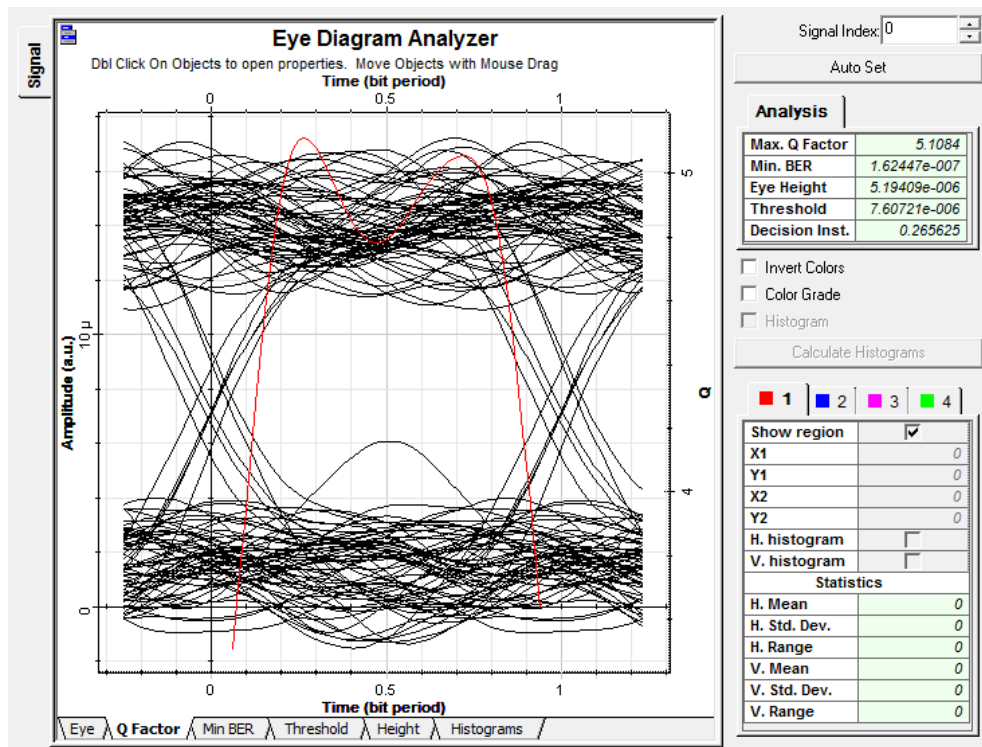 Signal
Eye Diagram Analyzer
Dbl Click On Objects to open properties. Move Objects with Mouse Drag
Time (bit period)
0 0.5 1
Amplitude (a.u.)
10 µ
0
5
4
Q
0 0.5 1
Time (bit period)
Eye Q Factor Min BER Threshold Height Histograms
Signal Index: 0
Auto Set
Analysis
Max. Q Factor 5.1084
Min. BER 1.62447e-007
Eye Height 5.19409e-006
Threshold 7.60721e-006
Decision Inst. 0.265625
Invert Colors
Color Grade
Histogram
Calculate Histograms
1 2 3 4
Show region
X1 0
Y1 0
X2 0
Y2 0
H. histogram
V. histogram
Statistics
H. Mean 0
H. Std. Dev. 0
H. Range 0
V. Mean 0
V. Std. Dev. 0
V. Range 0